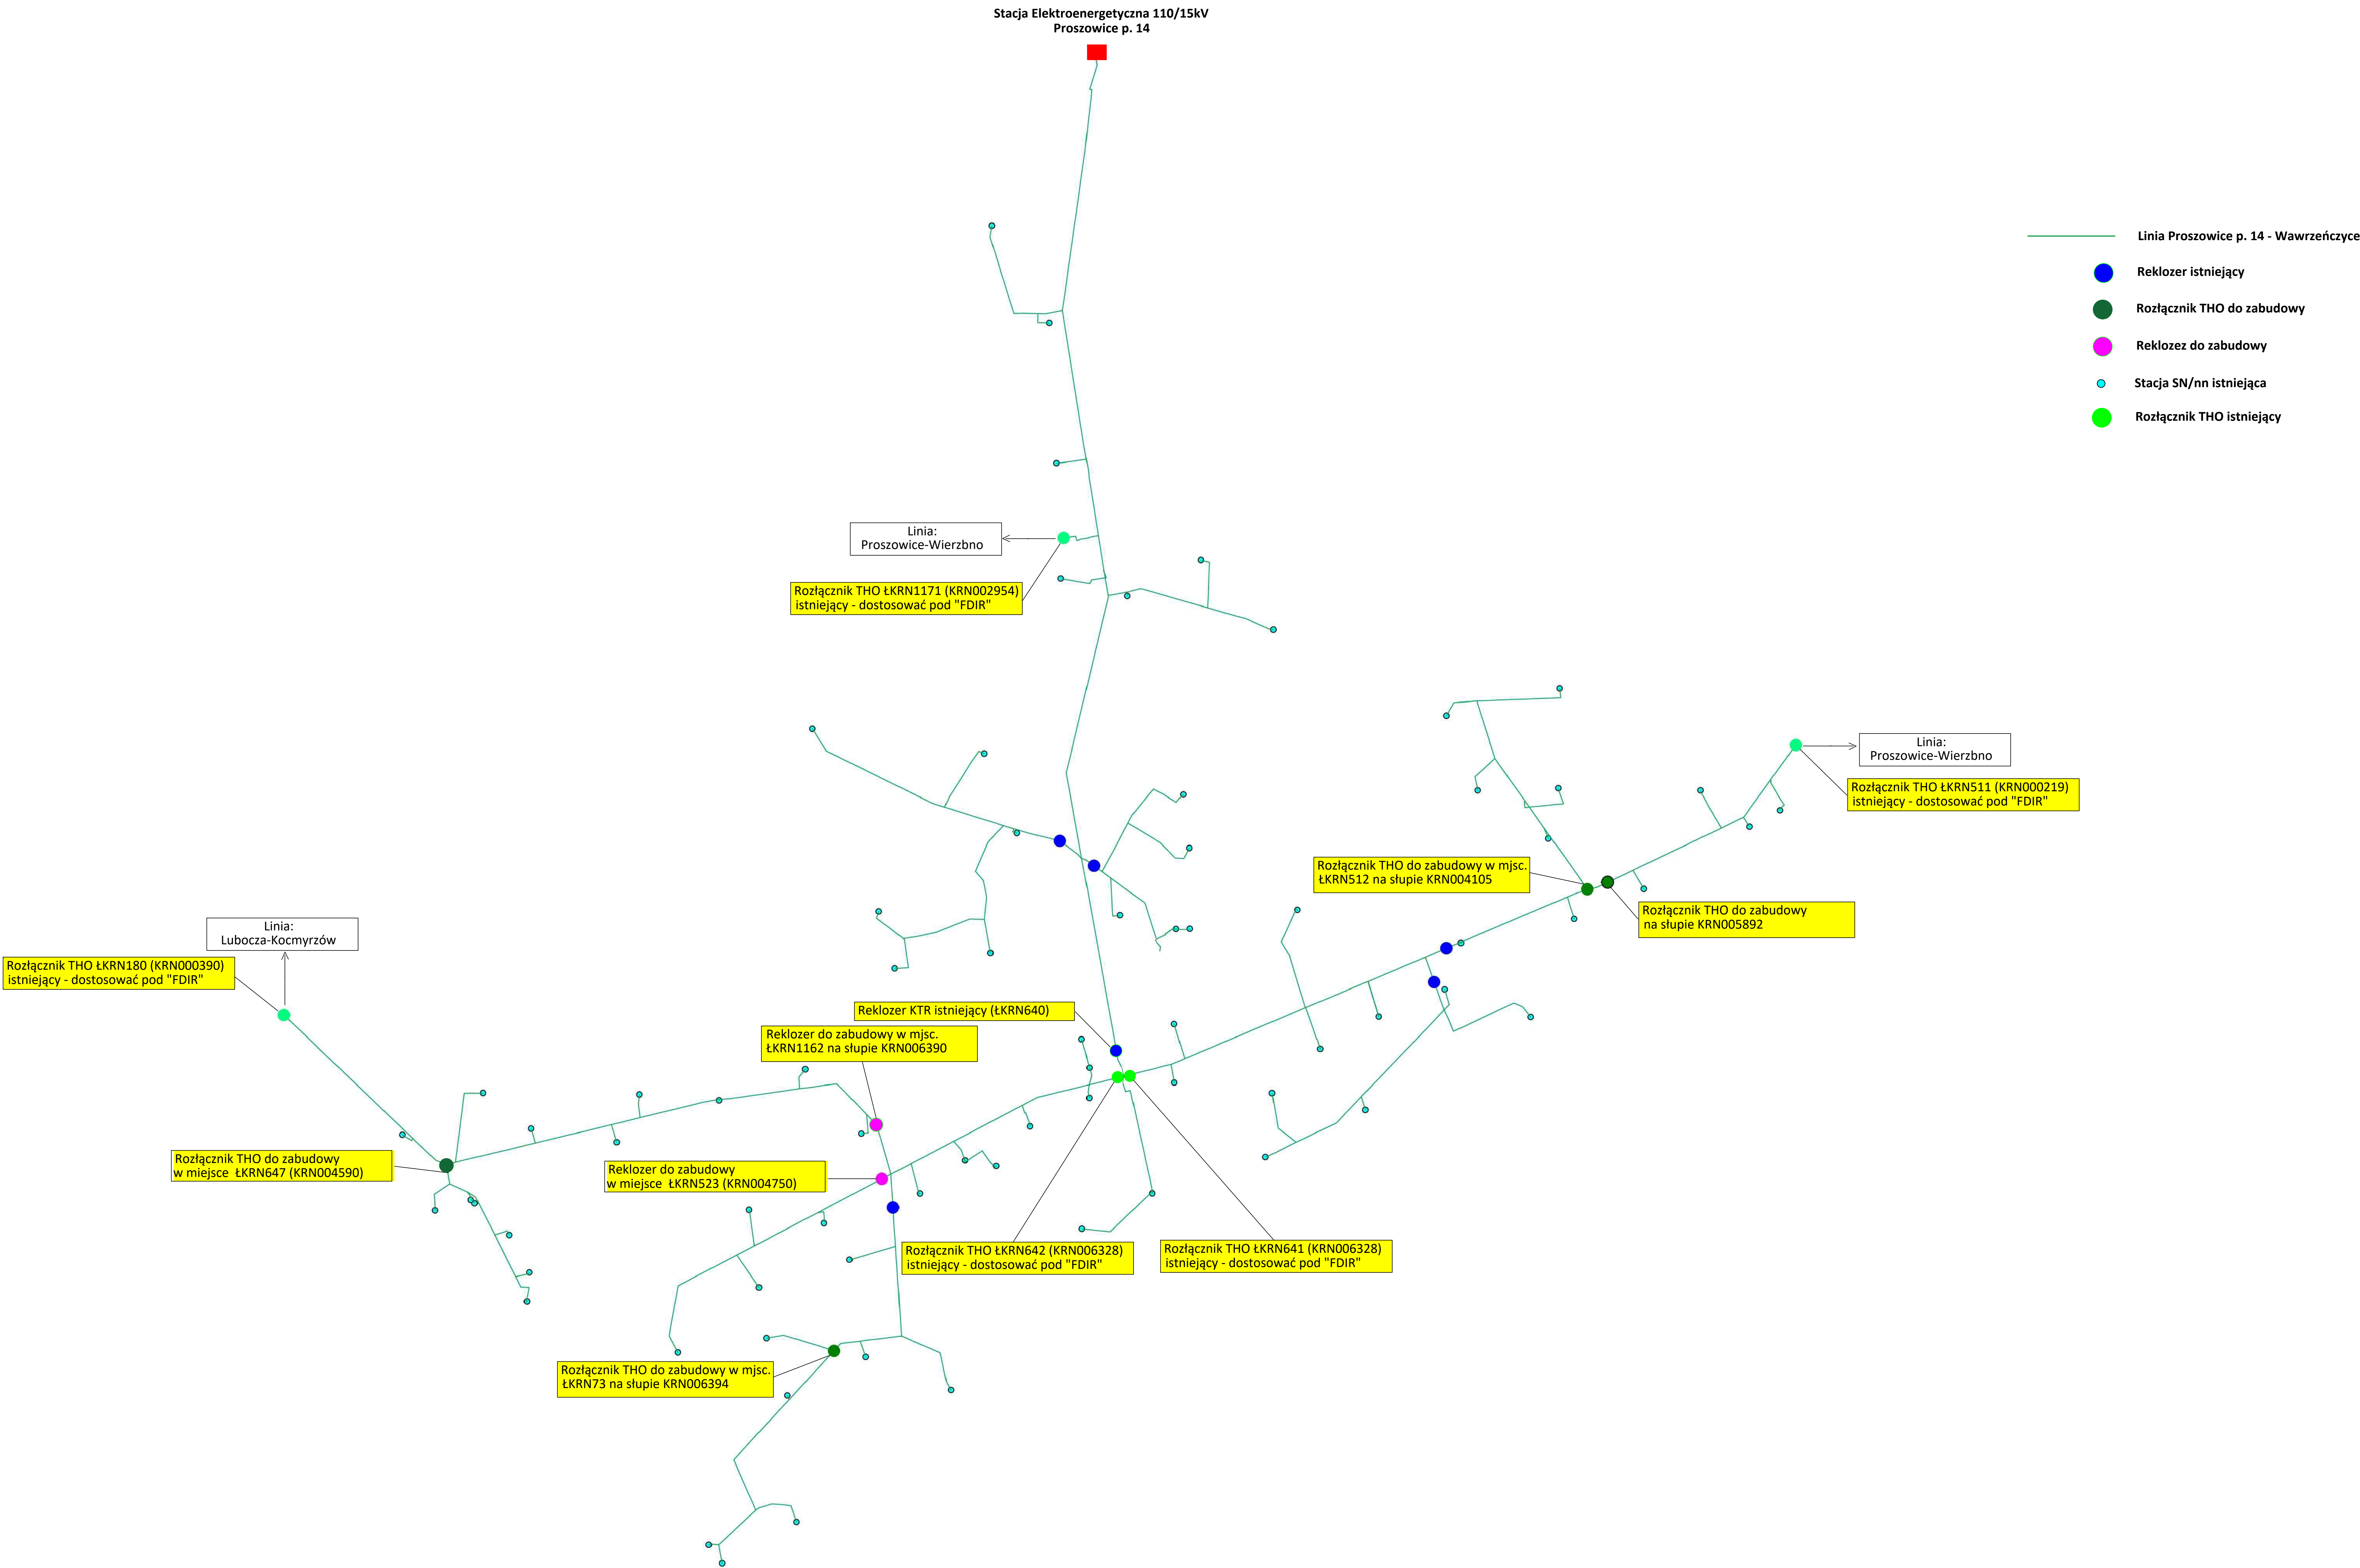 Stacja Elektroenergetyczna 110/15kV
Proszowice p. 14
Linia Proszowice p. 14 - Wawrzeńczyce
Reklozer istniejący
Rozłącznik THO do zabudowy
Reklozez do zabudowy
Stacja SN/nn istniejąca
Rozłącznik THO istniejący
Linia:
Proszowice-Wierzbno
Rozłącznik THO ŁKRN1171 (KRN002954)
istniejący - dostosować pod "FDIR"
Linia:
Proszowice-Wierzbno
Rozłącznik THO ŁKRN511 (KRN000219)
istniejący - dostosować pod "FDIR"
Rozłącznik THO do zabudowy w mjsc.
ŁKRN512 na słupie KRN004105
Rozłącznik THO do zabudowy
na słupie KRN005892
Linia:
Lubocza-Kocmyrzów
Rozłącznik THO ŁKRN180 (KRN000390)
istniejący - dostosować pod "FDIR"
Reklozer KTR istniejący (ŁKRN640)
Reklozer do zabudowy w mjsc.
ŁKRN1162 na słupie KRN006390
Rozłącznik THO do zabudowy
w miejsce ŁKRN647 (KRN004590)
Reklozer do zabudowy
w miejsce ŁKRN523 (KRN004750)
Rozłącznik THO ŁKRN642 (KRN006328)
istniejący - dostosować pod "FDIR"
Rozłącznik THO ŁKRN641 (KRN006328)
istniejący - dostosować pod "FDIR"
Rozłącznik THO do zabudowy w mjsc.
ŁKRN73 na słupie KRN006394